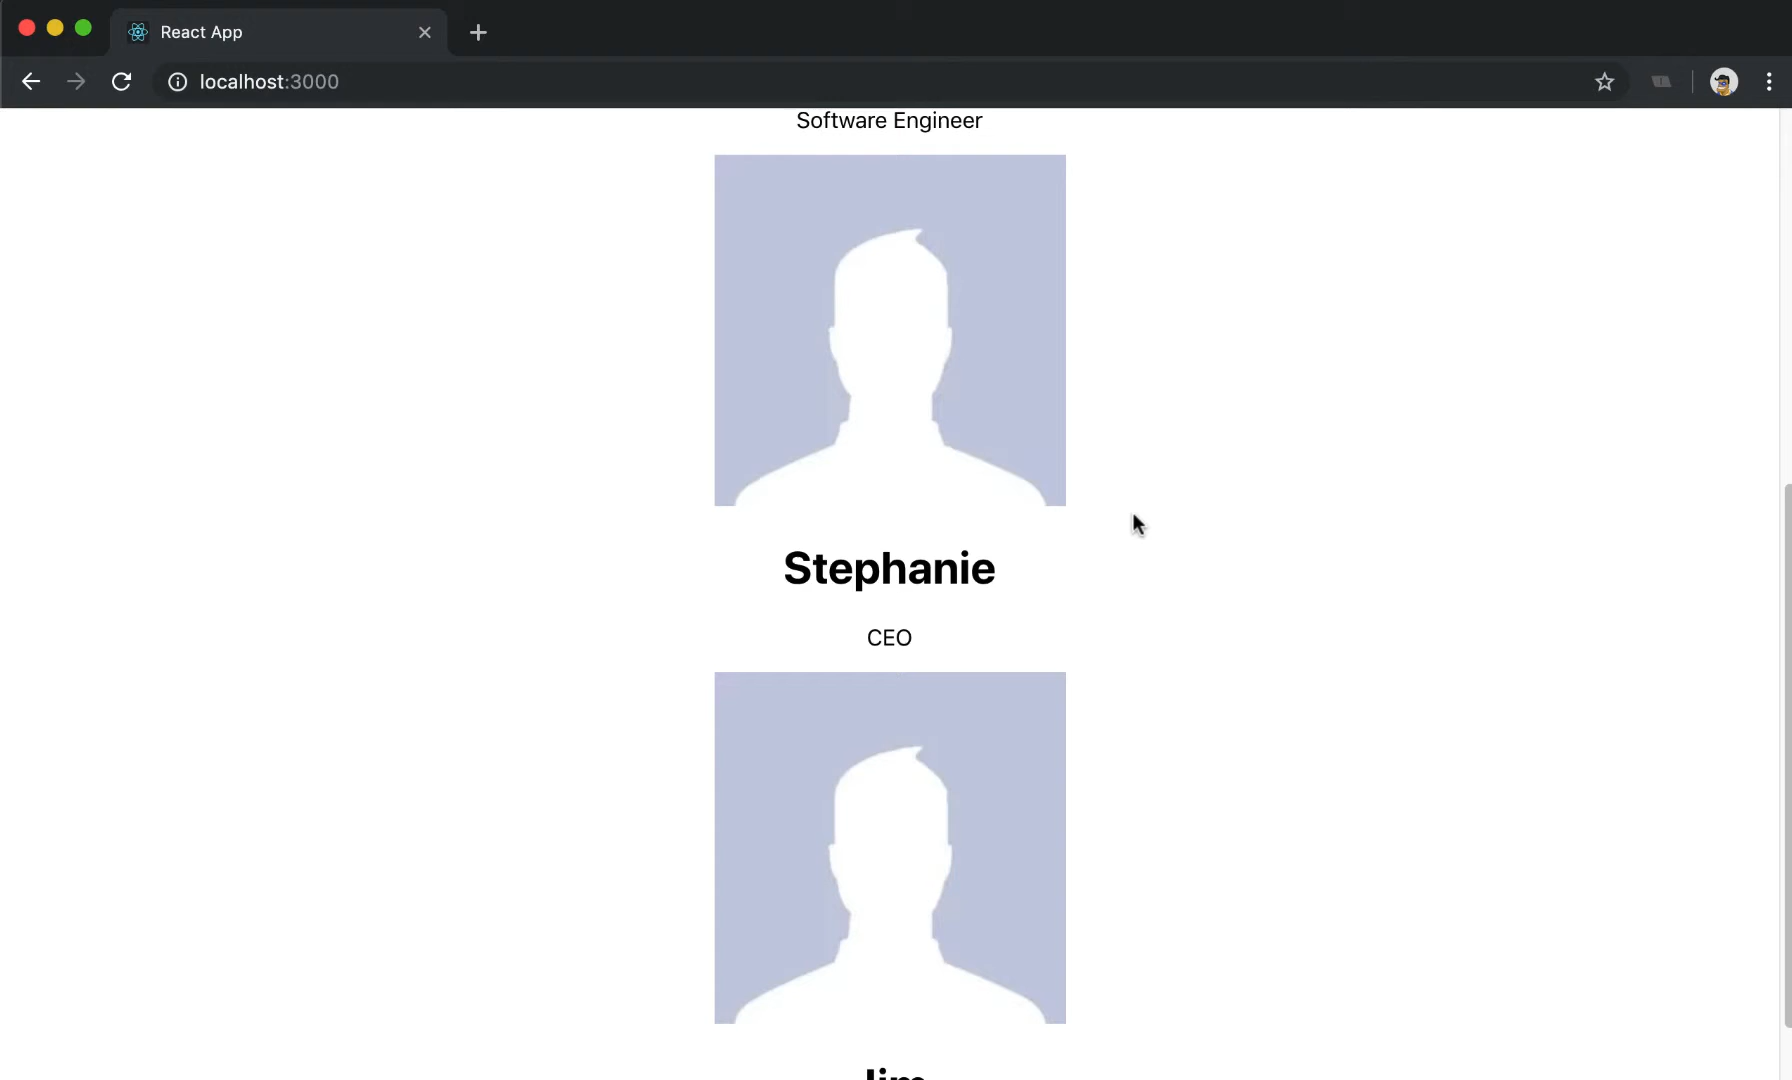 React App
localhost:3000
Software Engineer
Stephanie
CEO